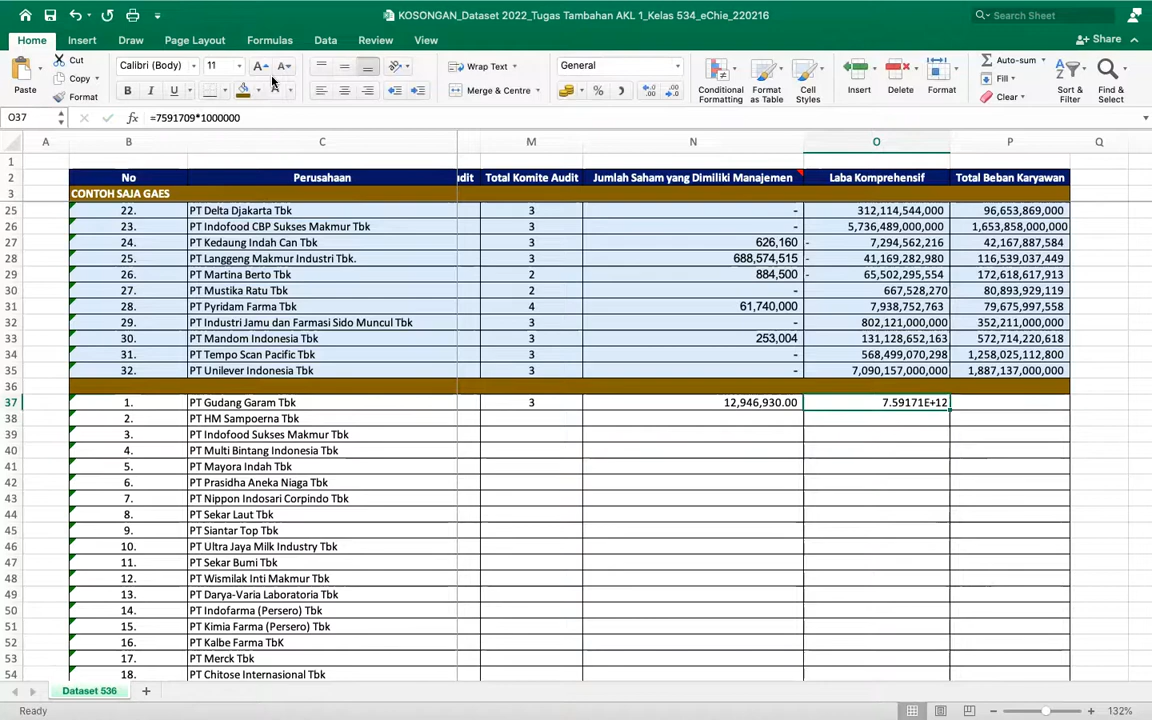 KOSONGAN_Dataset 2022_Tugas Tambahan AKL 1_Kelas 534_eChie_220216
Search Sheet
Home Insert Draw Page Layout Formulas Data Review View
Share
Cut
Copy
Format
Paste
Calibri (Body) 11
Wrap Text
Merge & Centre
General
Conditional Formatting
Format as Table
Cell Styles
Insert
Delete
Format
Auto-sum
Fill
Clear
Sort & Filter
Find & Select
O37 fx =7591709*1000000
A B C M N O P Q
1
2 No Perusahaan udit Total Komite Audit Jumlah Saham yang Dimiliki Manajemen Laba Komprehensif Total Beban Karyawan
3 CONTOH SAJA GAES
25 22. PT Delta Djakarta Tbk 3 - 312,114,544,000 96,653,869,000
26 23. PT Indofood CBP Sukses Makmur Tbk 3 - 5,736,489,000,000 1,653,858,000,000
27 24. PT Kedaung Indah Can Tbk 3 626,160 - 7,294,562,216 42,167,887,584
28 25. PT Langgeng Makmur Industri Tbk. 3 688,574,515 - 41,169,282,980 116,539,037,449
29 26. PT Martina Berto Tbk 2 884,500 - 65,502,295,554 172,618,617,913
30 27. PT Mustika Ratu Tbk 2 - 667,528,270 80,893,929,119
31 28. PT Pyridam Farma Tbk 4 61,740,000 7,938,752,763 79,675,997,558
32 29. PT Industri Jamu dan Farmasi Sido Muncul Tbk 3 - 802,121,000,000 352,211,000,000
33 30. PT Mandom Indonesia Tbk 3 253,004 131,128,652,163 572,714,220,618
34 31. PT Tempo Scan Pacific Tbk 3 - 568,499,070,298 1,258,025,112,800
35 32. PT Unilever Indonesia Tbk 3 - 7,090,157,000,000 1,887,137,000,000
36
37 1. PT Gudang Garam Tbk 3 12,946,930.00 7.59171E+12
38 2. PT HM Sampoerna Tbk
39 3. PT Indofood Sukses Makmur Tbk
40 4. PT Multi Bintang Indonesia Tbk
41 5. PT Mayora Indah Tbk
42 6. PT Prasidha Aneka Niaga Tbk
43 7. PT Nippon Indosari Corpindo Tbk
44 8. PT Sekar Laut Tbk
45 9. PT Siantar Top Tbk
46 10. PT Ultra Jaya Milk Industry Tbk
47 11. PT Sekar Bumi Tbk
48 12. PT Wismilak Inti Makmur Tbk
49 13. PT Darya-Varia Laboratoria Tbk
50 14. PT Indofarma (Persero) Tbk
51 15. PT Kimia Farma (Persero) Tbk
52 16. PT Kalbe Farma TbK
53 17. PT Merck Tbk
54 18. PT Chitose Internasional Tbk
Dataset 536
Ready
132%